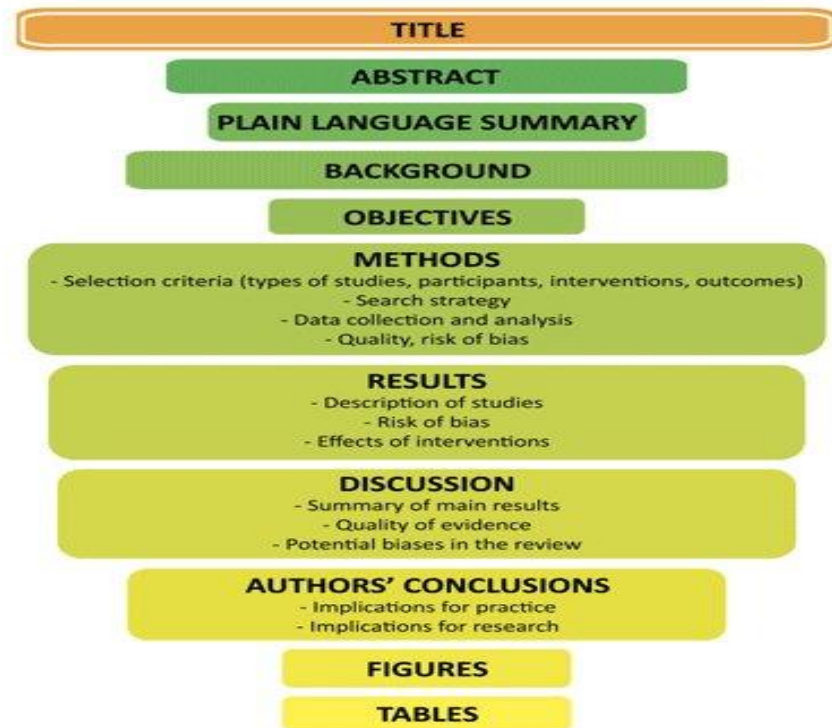 TITLE
ABSTRACT
PLAIN LANGUAGE SUMMARY
BACKGROUND
OBJECTIVES
METHODS
- Selection criteria (types of studies, participants, interventions, outcomes)
- Search strategy
- Data collection and analysis
- Quality, risk of bias
RESULTS
- Description of studies
- Risk of bias
- Effects of interventions
DISCUSSION
- Summary of main results
- Quality of evidence
- Potential biases in the review
AUTHORS' CONCLUSIONS
- Implications for practice
- Implications for research
FIGURES
TABLES